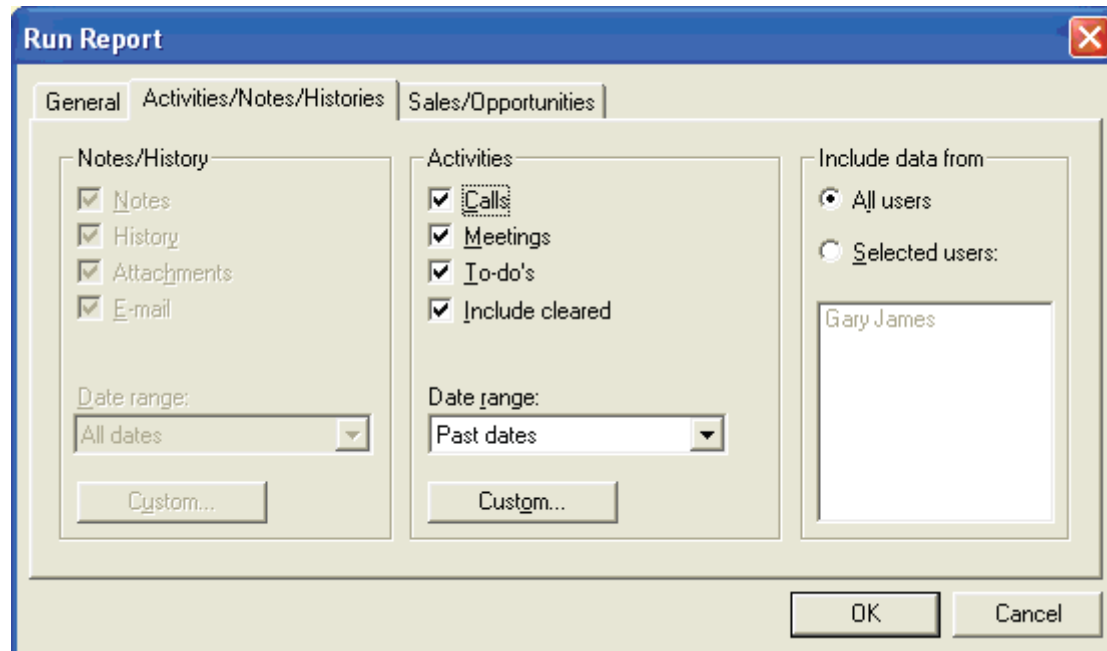 Run Report
General
Activities/Notes/Histories
Sales/Opportunities
Notes/History
Notes
History
Attachments
E-mail
Date range:
All dates
Custom...
Activities
Calls
Meetings
To-do's
Include cleared
Date range:
Past dates
Custom...
Include data from
All users
Selected users:
Gary James
OK
Cancel